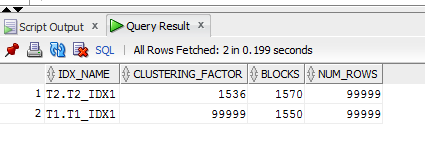 Script Output × Query Result ×
SQL | All Rows Fetched: 2 in 0.199 seconds
IDX_NAME CLUSTERING_FACTOR BLOCKS NUM_ROWS
1 T2.T2_IDX1 1536 1570 99999
2 T1.T1_IDX1 99999 1550 99999